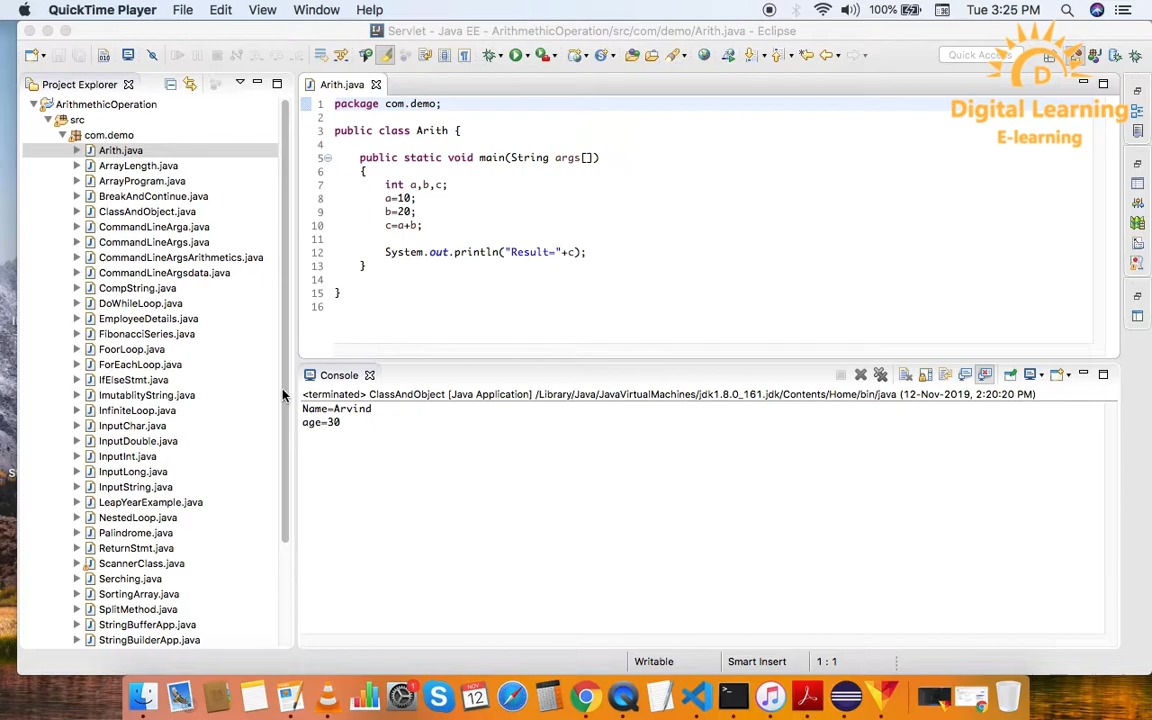 QuickTime Player File Edit View Window Help 100% Tue 3:25 PM
Servlet - Java EE - ArithmethicOperation/src/com/demo/Arith.java - Eclipse
Quick Access
D
Digital Learning
E-learning
Project Explorer
ArithmethicOperation
src
com.demo
Arith.java
ArrayLength.java
ArrayProgram.java
BreakAndContinue.java
ClassAndObject.java
CommandLineArga.java
CommandLineArgs.java
CommandLineArgsArithmetics.java
CommandLineArgsdata.java
CompString.java
DoWhileLoop.java
EmployeeDetails.java
FibonacciSeries.java
FoorLoop.java
ForEachLoop.java
IfElseStmt.java
ImutablityString.java
InfiniteLoop.java
InputChar.java
InputDouble.java
InputInt.java
InputLong.java
InputString.java
LeapYearExample.java
NestedLoop.java
Palindrome.java
ReturnStmt.java
ScannerClass.java
Serching.java
SortingArray.java
SplitMethod.java
StringBufferApp.java
StringBuilderApp.java
Arith.java
1 package com.demo;
2
3 public class Arith {
4
5 public static void main(String args[])
6 {
7 int a,b,c;
8 a=10;
9 b=20;
10 c=a+b;
11
12 System.out.println("Result="+c);
13 }
14
15 }
16
Console
<terminated> ClassAndObject [Java Application] /Library/Java/JavaVirtualMachines/jdk1.8.0_161.jdk/Contents/Home/bin/java (12-Nov-2019, 2:20:20 PM)
Name=Arvind
age=30
Writable Smart Insert 1 : 1
NOV
12